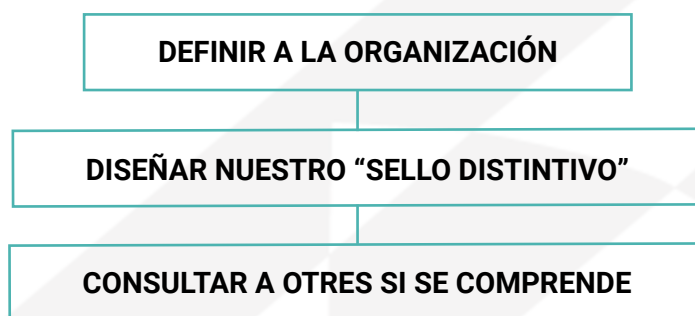 DEFINIR A LA ORGANIZACIÓN
DISEÑAR NUESTRO “SELLO DISTINTIVO”
CONSULTAR A OTRES SI SE COMPRENDE